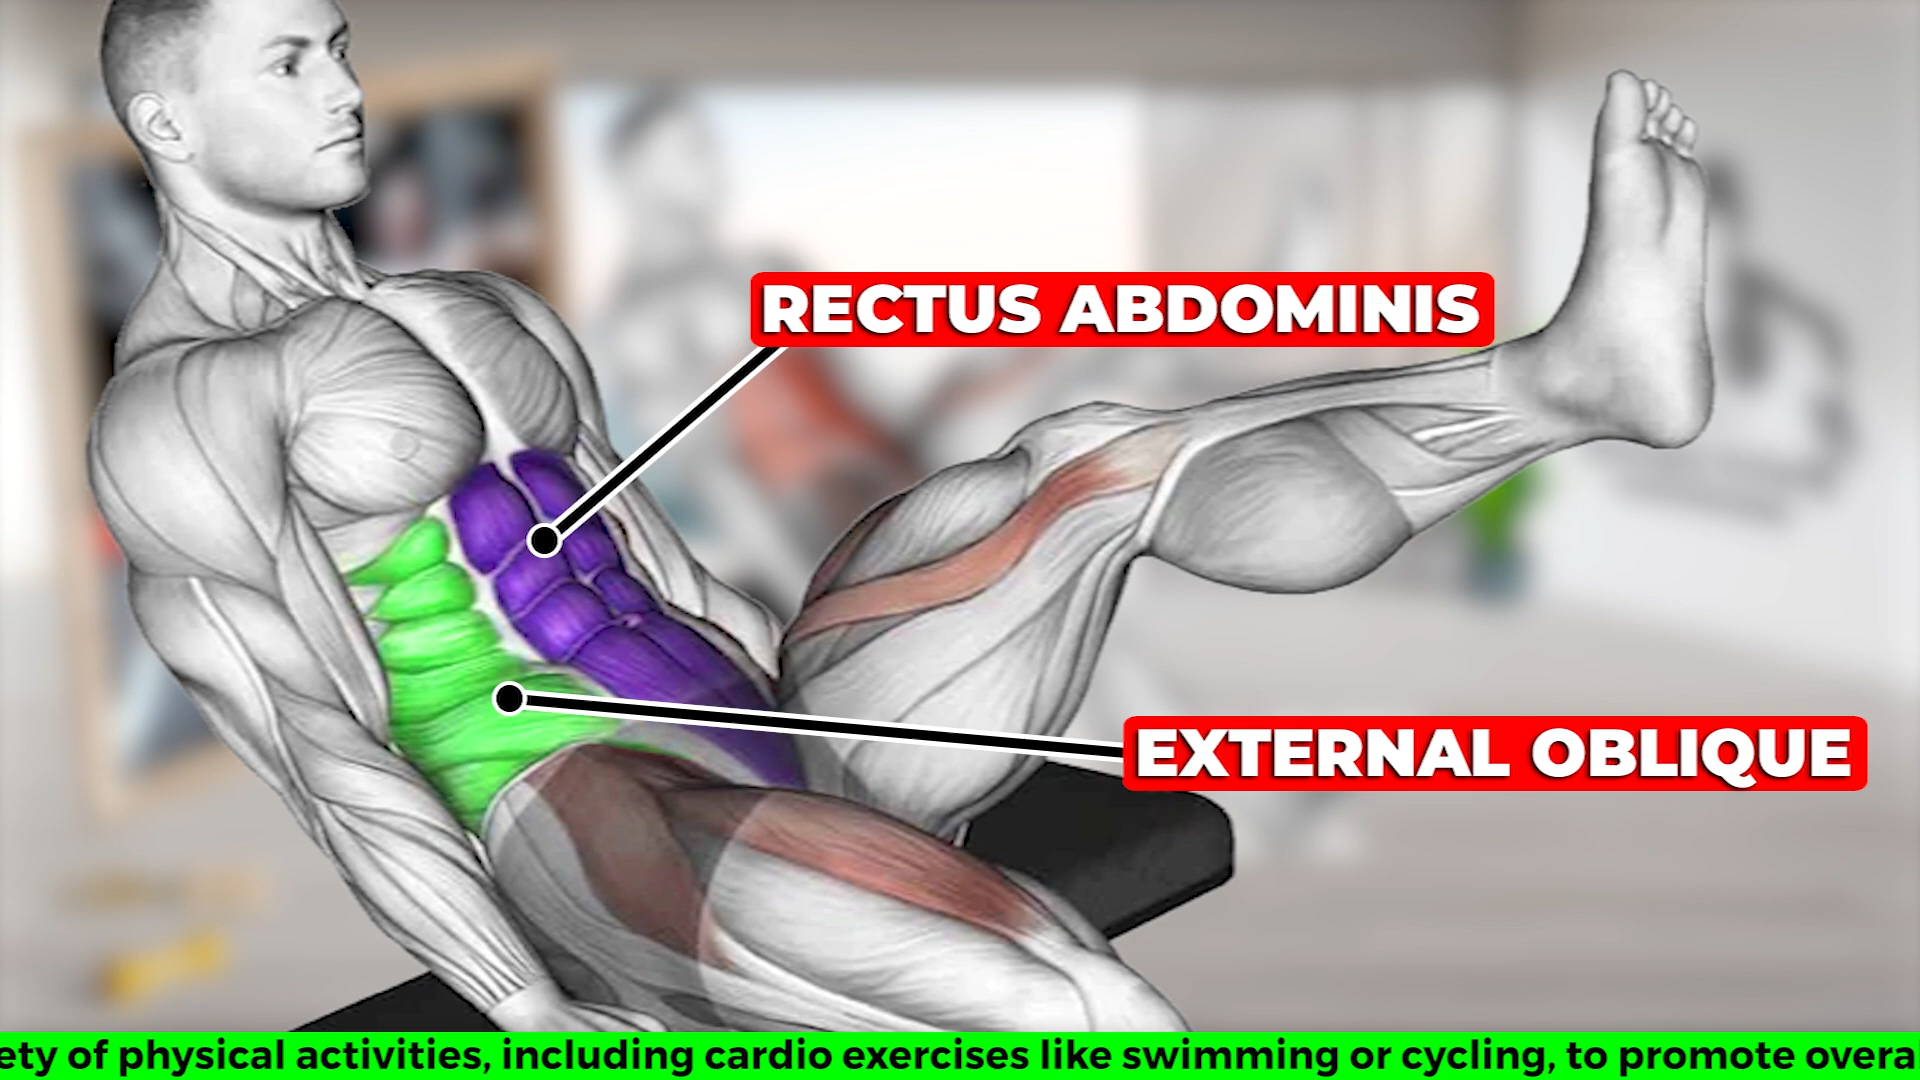 RECTUS ABDOMINIS
EXTERNAL OBLIQUE
ety of physical activities, including cardio exercises like swimming or cycling, to promote overa